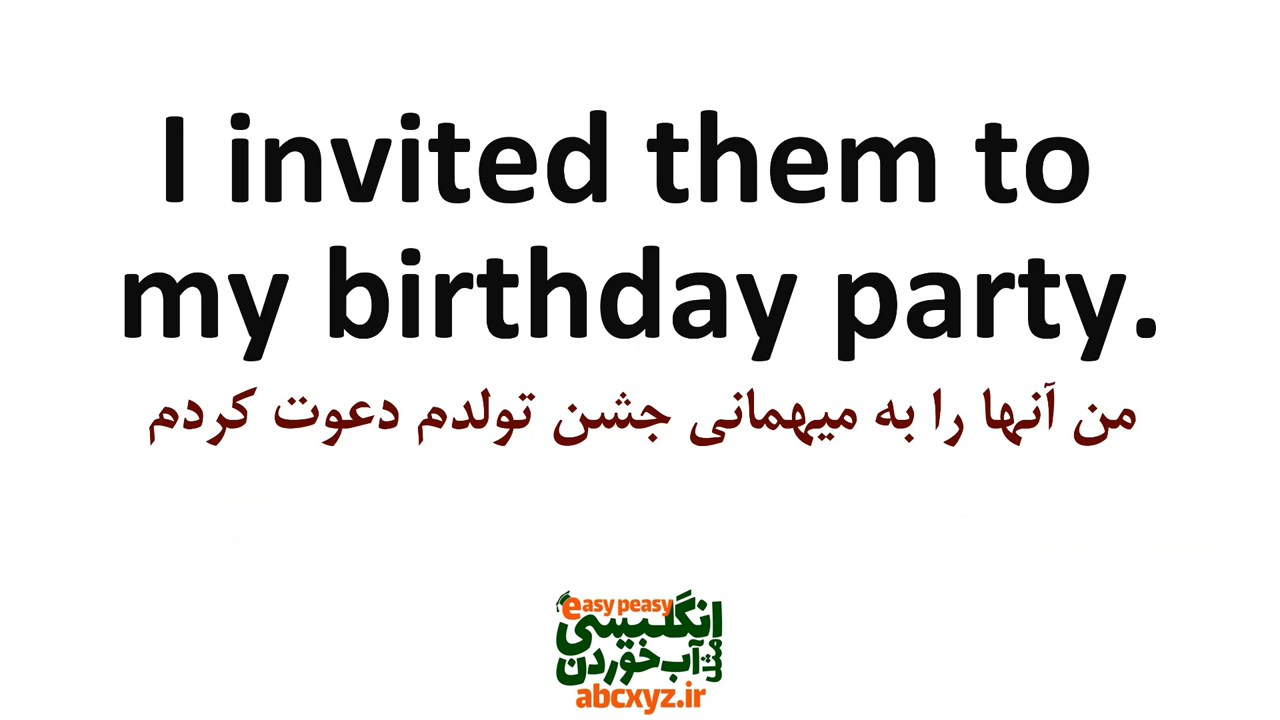 I invited them to
my birthday party.
من آنها را به میهمانی جشن تولدم دعوت کردم
easy peasy
انگلیسی
مثل آب خوردن
abcxyz.ir